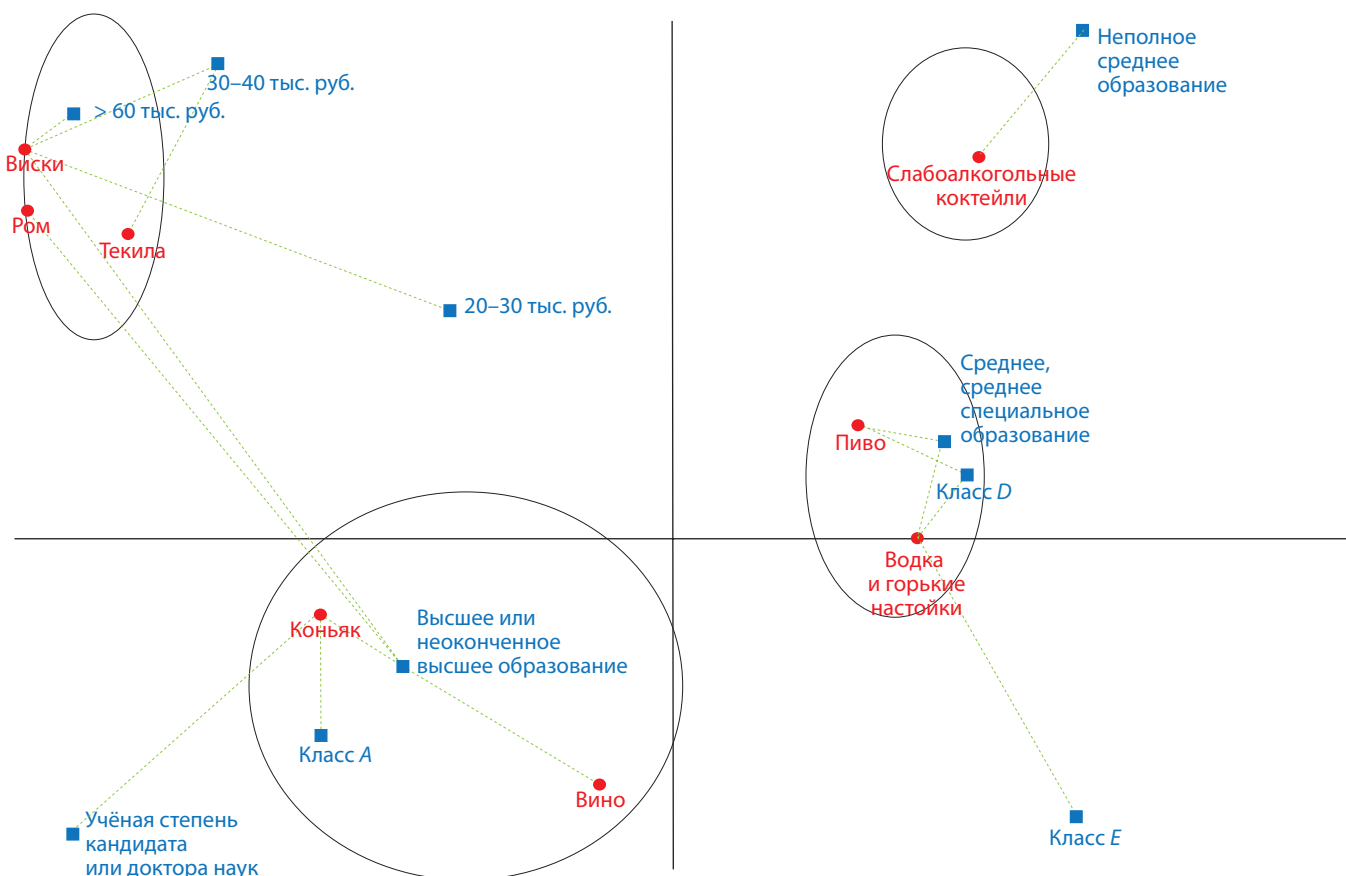 30–40 тыс. руб.
> 60 тыс. руб.
Виски
Ром
Текила
20–30 тыс. руб.
Неполное
среднее
образование
Слабоалкогольные
коктейли
Среднее,
среднее
специальное
образование
Пиво
Класс D
Водка
и горькие
настойки
Коньяк
Высшее или
неоконченное
высшее образование
Класс A
Вино
Учёная степень
кандидата
или доктора наук
Класс E